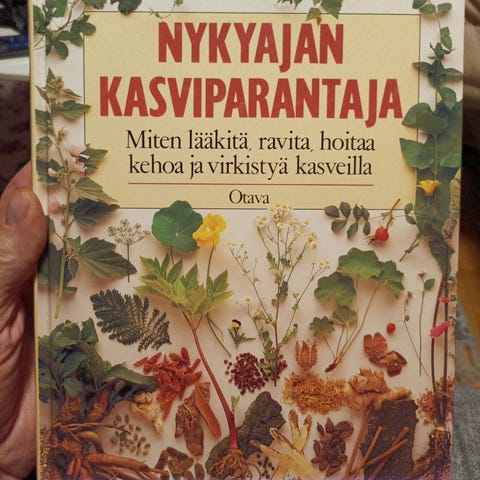 NYKYAJAN
KASVIPARANTAJA
Miten lääkitä, ravita, hoitaa
kehoa ja virkistyä kasveilla
Otava